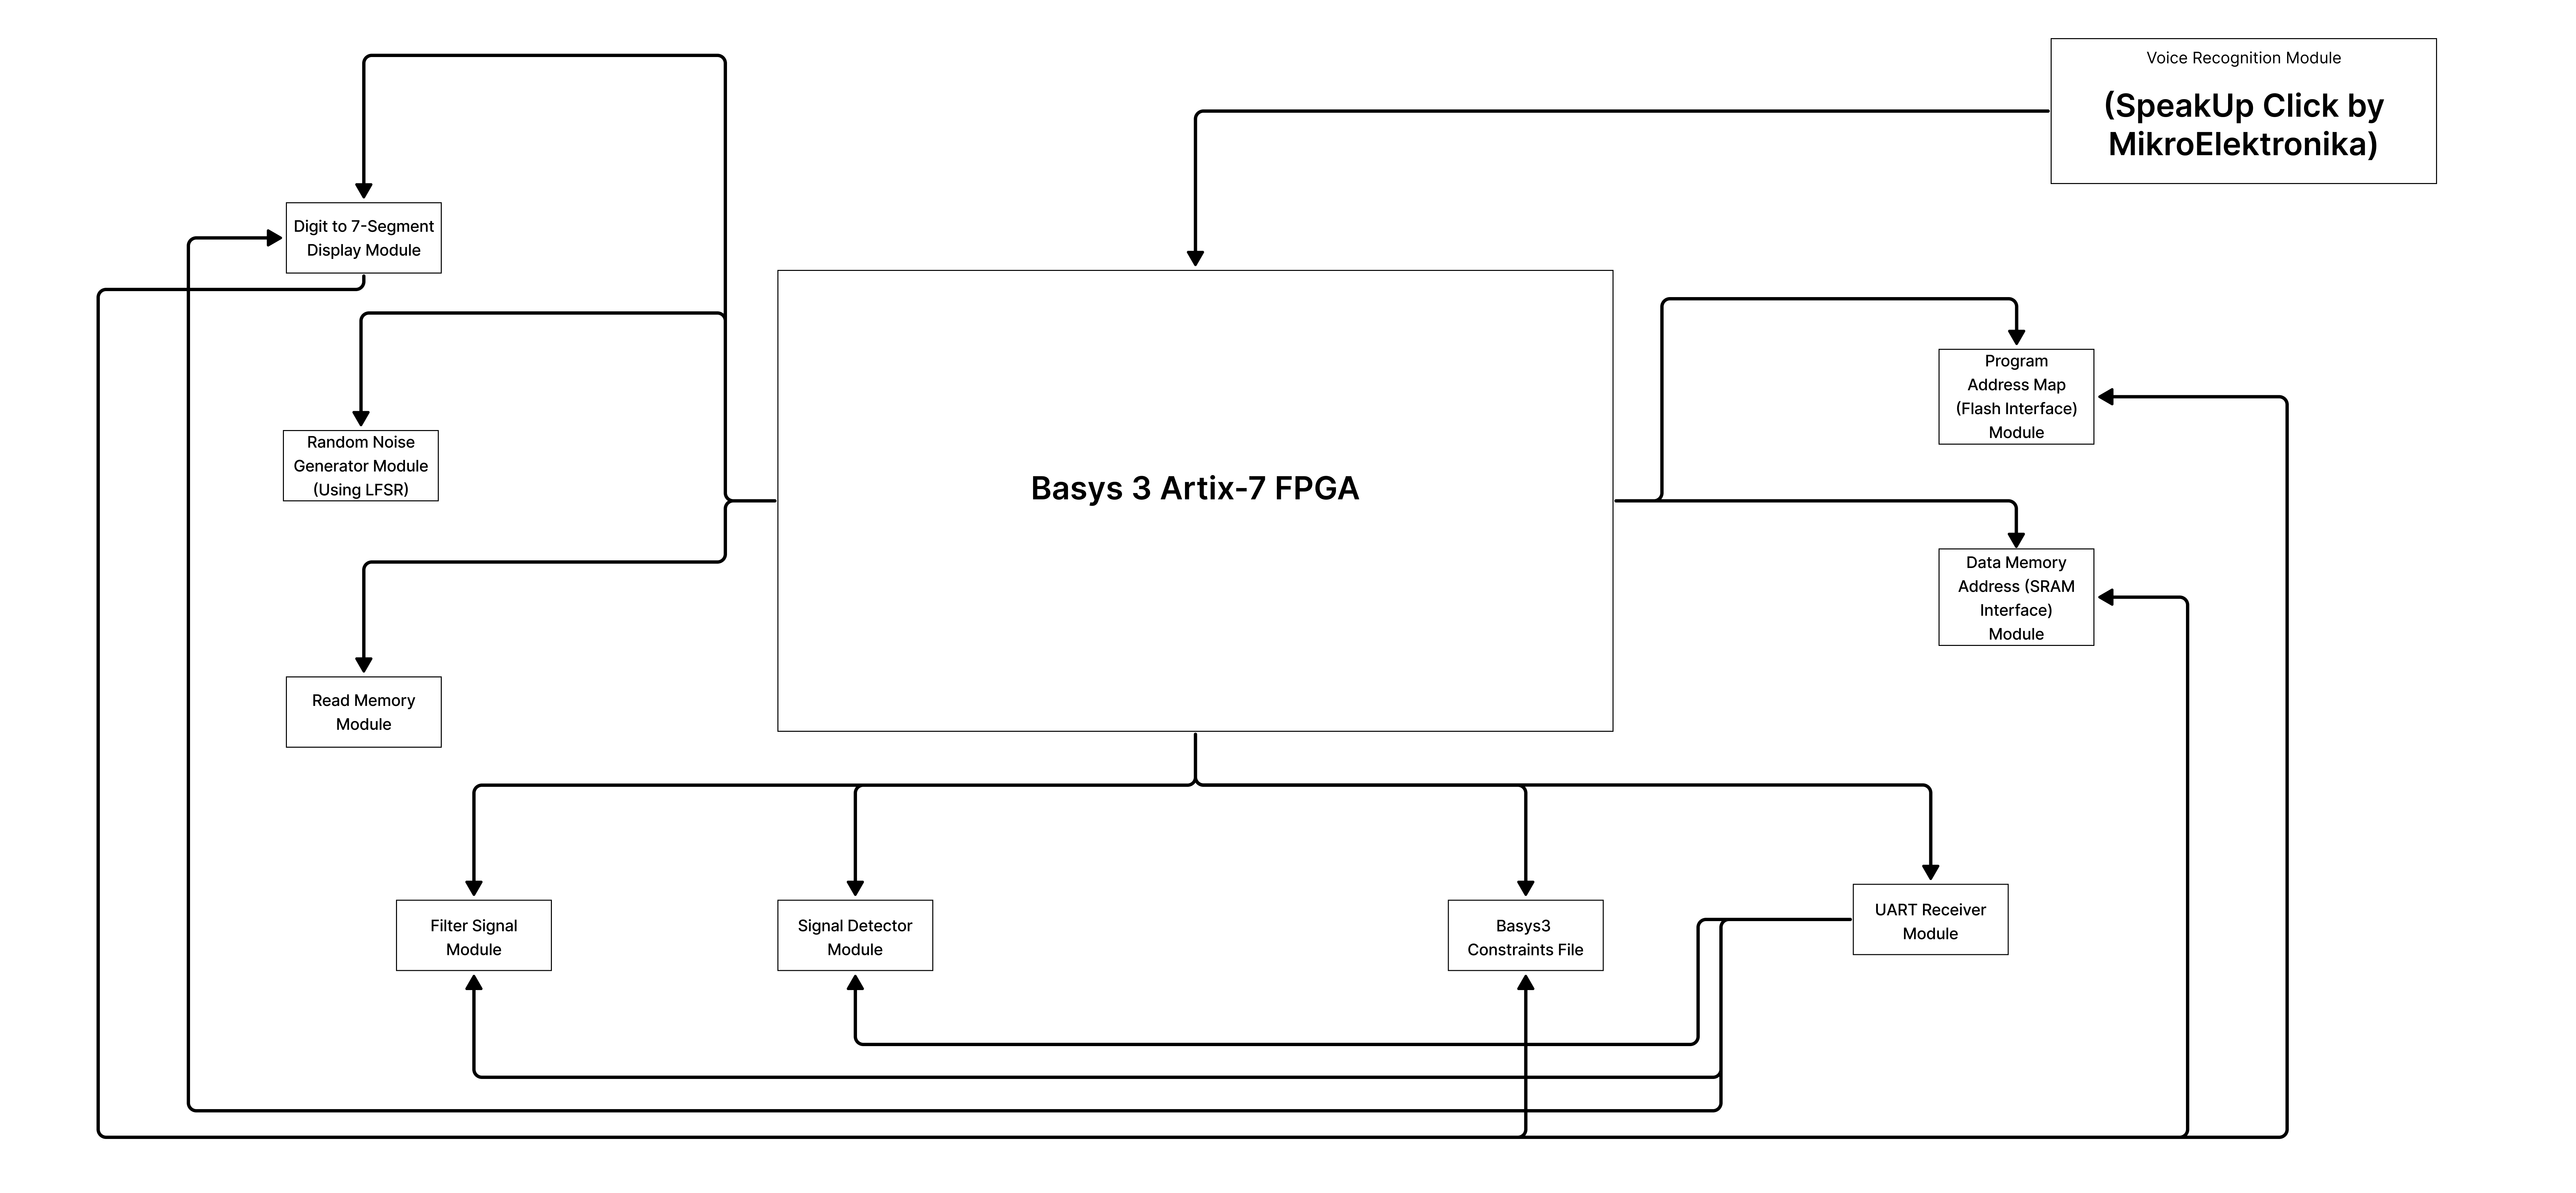 Voice Recognition Module
(SpeakUp Click by
MikroElektronika)
Digit to 7-Segment
Display Module
Random Noise
Generator Module
(Using LFSR)
Read Memory
Module
Basys 3 Artix-7 FPGA
Program
Address Map
(Flash Interface)
Module
Data Memory
Address (SRAM
Interface)
Module
Filter Signal
Module
Signal Detector
Module
Basys3
Constraints File
UART Receiver
Module